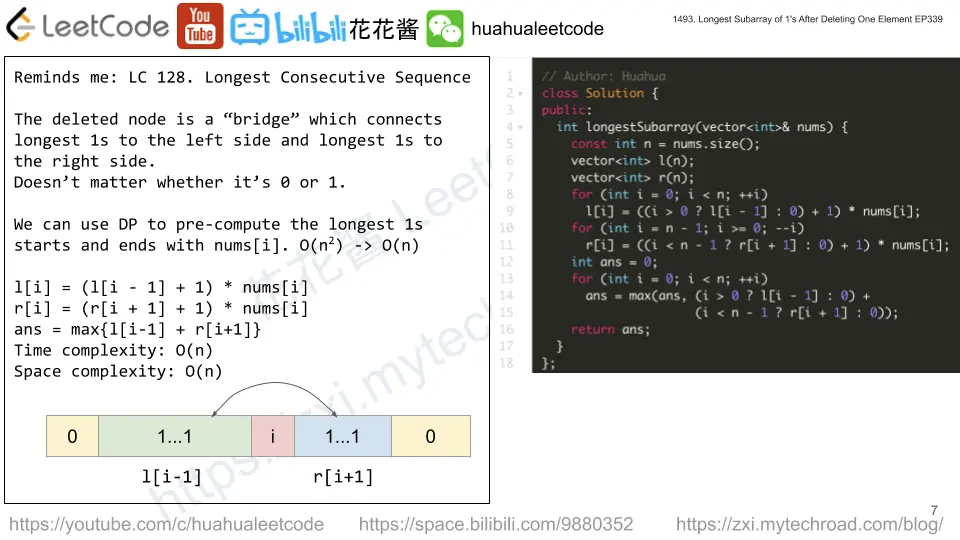 LeetCode You Tube bilibili 花花酱 huahualeetcode
1493. Longest Subarray of 1's After Deleting One Element EP339
Reminds me: LC 128. Longest Consecutive Sequence
The deleted node is a “bridge” which connects
longest 1s to the left side and longest 1s to
the right side.
Doesn’t matter whether it’s 0 or 1.
We can use DP to pre-compute the longest 1s
starts and ends with nums[i]. O(n²) -> O(n)
l[i] = (l[i - 1] + 1) * nums[i]
r[i] = (r[i + 1] + 1) * nums[i]
ans = max{l[i-1] + r[i+1]}
Time complexity: O(n)
Space complexity: O(n)
0 1...1 i 1...1 0
l[i-1] r[i+1]
1 // Author: Huahua
2 class Solution {
3 public:
4 int longestSubarray(vector<int>& nums) {
5 const int n = nums.size();
6 vector<int> l(n);
7 vector<int> r(n);
8 for (int i = 0; i < n; ++i)
9 l[i] = ((i > 0 ? l[i - 1] : 0) + 1) * nums[i];
10 for (int i = n - 1; i >= 0; --i)
11 r[i] = ((i < n - 1 ? r[i + 1] : 0) + 1) * nums[i];
12 int ans = 0;
13 for (int i = 0; i < n; ++i)
14 ans = max(ans, (i > 0 ? l[i - 1] : 0) +
15 (i < n - 1 ? r[i + 1] : 0));
16 return ans;
17 }
18 };
7
https://youtube.com/c/huahualeetcode https://space.bilibili.com/9880352 https://zxi.mytechroad.com/blog/